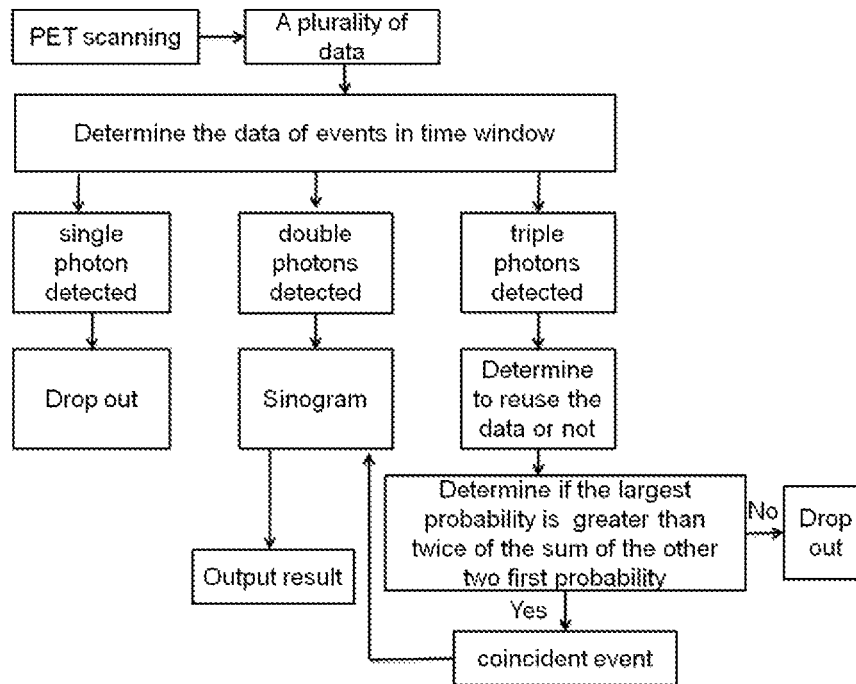 PET scanning
A plurality of
data
Determine the data of events in time window
single
photon
detected
double
photons
detected
triple
photons
detected
Drop out
Sinogram
Determine
to reuse the
data or not
Determine if the largest
probability is greater than
twice of the sum of the other
two first probability
No
Drop
out
Output result
Yes
coincident event